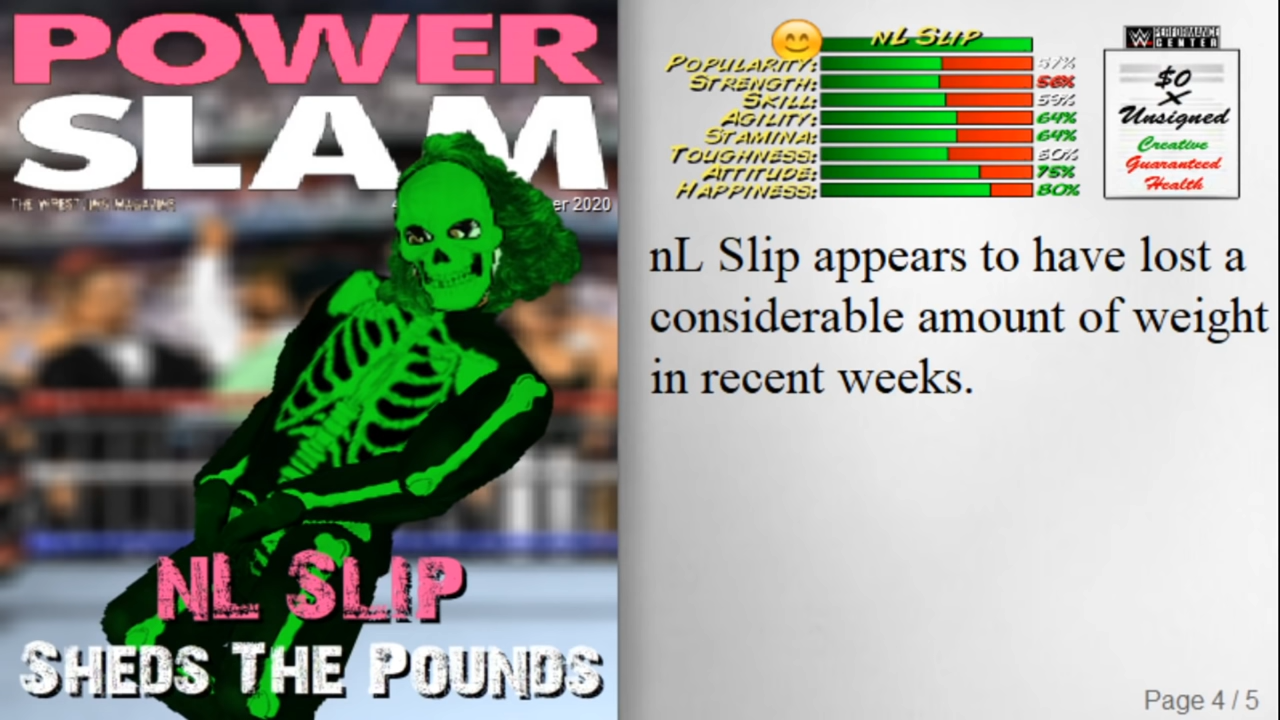 POWER
SLAM
THE WRESTLING MAGAZINE
er 2020
NL SLIP
SHEDS THE POUNDS
nL SLIP
POPULARITY: 57%
STRENGTH: 56%
SKILL: 59%
AGILITY: 64%
STAMINA: 64%
TOUGHNESS: 60%
ATTITUDE: 75%
HAPPINESS: 80%
W PERFORMANCE
CENTER
$0
X
Unsigned
Creative
Guaranteed
Health
nL Slip appears to have lost a
considerable amount of weight
in recent weeks.
Page 4 / 5